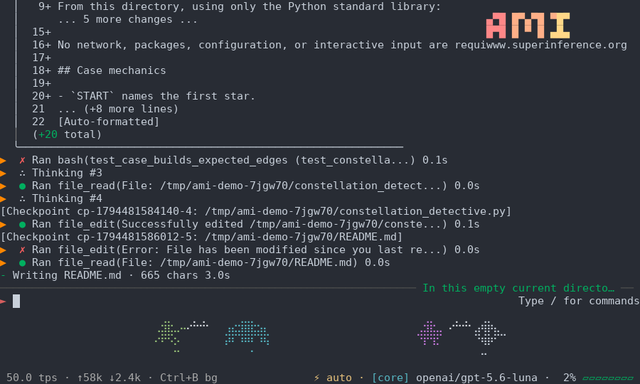 9+ From this directory, using only the Python standard library:
... 5 more changes ...
AMI
15+
16+ No network, packages, configuration, or interactive input are requiwww.superinference.org
17+
18+ ## Case mechanics
19+
20+ - `START` names the first star.
21 ... (+8 more lines)
22 [Auto-formatted]
(+20 total)
✗ Ran bash(test_case_builds_expected_edges (test_constella...) 0.1s
∴ Thinking #3
● Ran file_read(File: /tmp/ami-demo-7jgw70/constellation_detect...) 0.0s
∴ Thinking #4
[Checkpoint cp-1794481584140-4: /tmp/ami-demo-7jgw70/constellation_detective.py]
● Ran file_edit(Successfully edited /tmp/ami-demo-7jgw70/conste...) 0.1s
[Checkpoint cp-1794481586012-5: /tmp/ami-demo-7jgw70/README.md]
✗ Ran file_edit(Error: File has been modified since you last re...) 0.0s
● Ran file_read(File: /tmp/ami-demo-7jgw70/README.md) 0.0s
- Writing README.md · 665 chars 3.0s
In this empty current directo…
Type / for commands
50.0 tps · ↑58k ↓2.4k · Ctrl+B bg
⚡ auto · [core] openai/gpt-5.6-luna · 2%